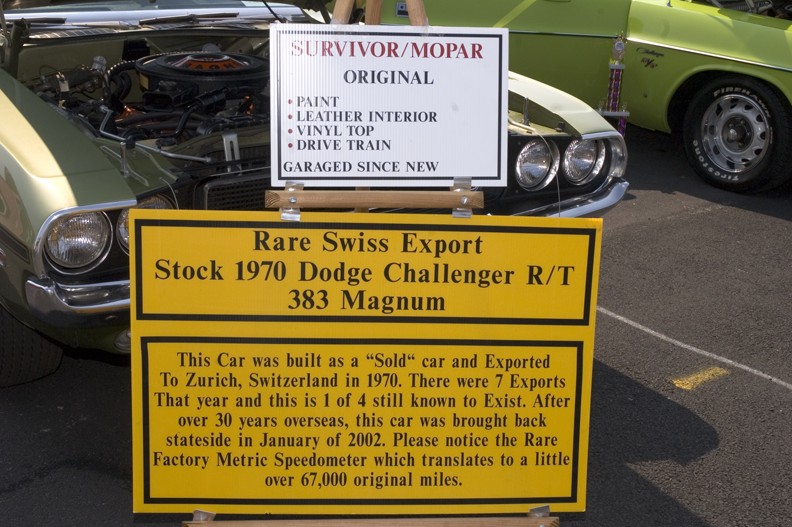 SURVIVOR/MOPAR
ORIGINAL
• PAINT
• LEATHER INTERIOR
• VINYL TOP
• DRIVE TRAIN
GARAGED SINCE NEW
Rare Swiss Export
Stock 1970 Dodge Challenger R/T
383 Magnum
This Car was built as a “Sold“ car and Exported
To Zurich, Switzerland in 1970. There were 7 Exports
That year and this is 1 of 4 still known to Exist. After
over 30 years overseas, this car was brought back
stateside in January of 2002. Please notice the Rare
Factory Metric Speedometer which translates to a little
over 67,000 original miles.
Challenger
R/T
FIREHAWK